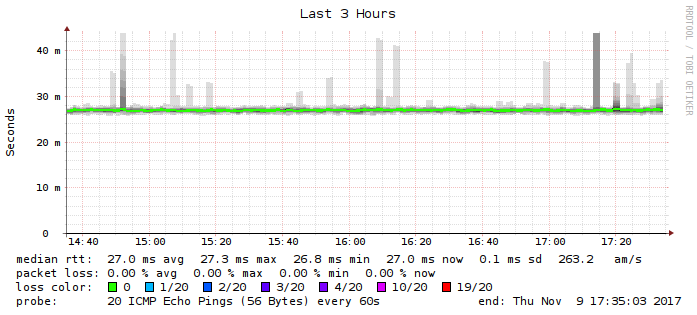 Last 3 Hours
RRDTOOL / TOBI OETIKER
Seconds
40 m
30 m
20 m
10 m
0
14:40 15:00 15:20 15:40 16:00 16:20 16:40 17:00 17:20
median rtt: 27.0 ms avg 27.3 ms max 26.8 ms min 27.0 ms now 0.1 ms sd 263.2 am/s
packet loss: 0.00 % avg 0.00 % max 0.00 % min 0.00 % now
loss color: 0 1/20 2/20 3/20 4/20 10/20 19/20
probe: 20 ICMP Echo Pings (56 Bytes) every 60s end: Thu Nov 9 17:35:03 2017